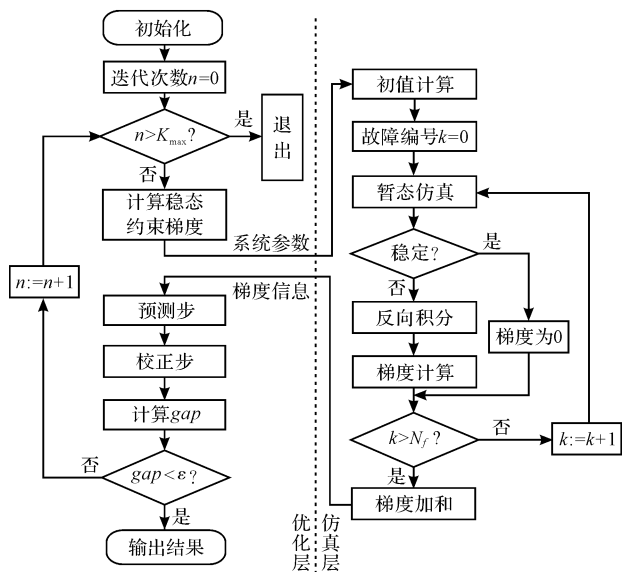 初始化
迭代次数n=0
n>Kmax?
是
退
出
否
计算稳态
约束梯度
系统参数
n:=n+1
梯度信息
预测步
校正步
计算gap
否
gap<ε?
是
输出结果
优化层
仿真层
初值计算
故障编号k=0
暂态仿真
稳定?
是
否
反向积分
梯度为0
梯度计算
k>Nf?
否
k:=k+1
是
梯度加和